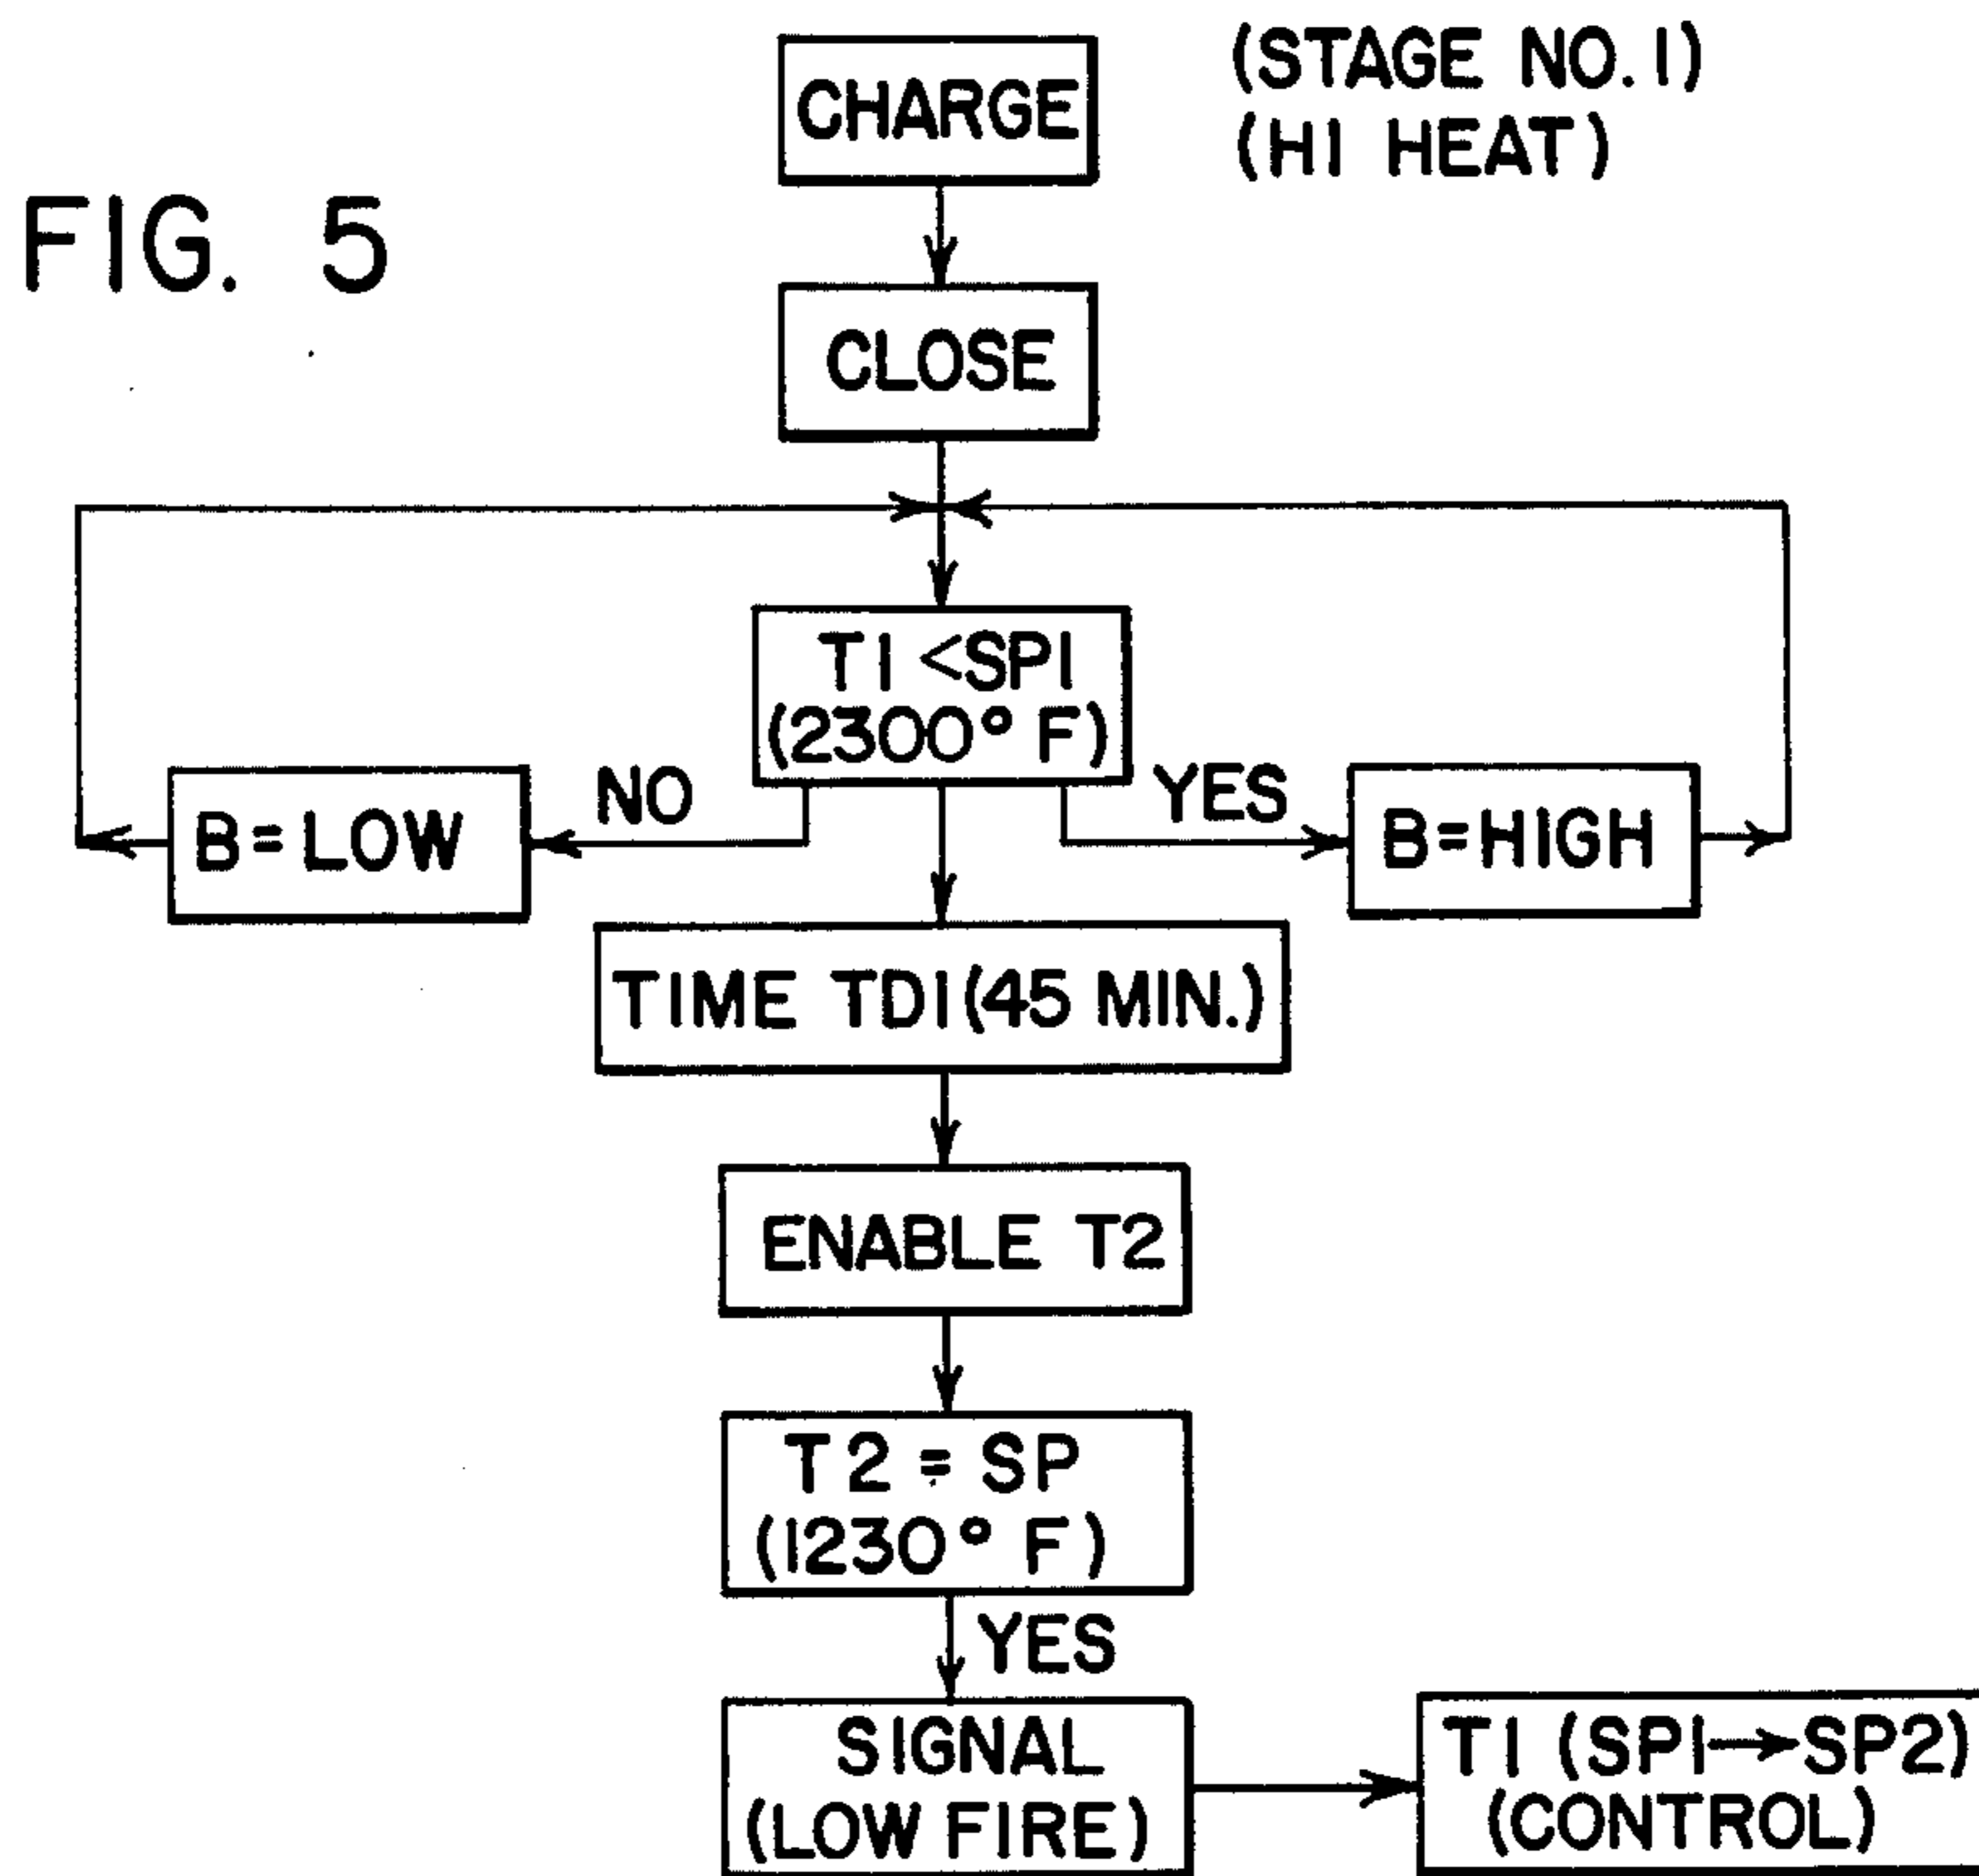 FIG. 5
(STAGE NO. 1)
(HI HEAT)
CHARGE
CLOSE
T1 <SP1
(2300° F)
NO
YES
B=LOW
B=HIGH
TIME TD1(45 MIN.)
ENABLE T2
T2 = SP
(1230° F)
YES
SIGNAL
(LOW FIRE)
T1 (SP1→SP2)
(CONTROL)